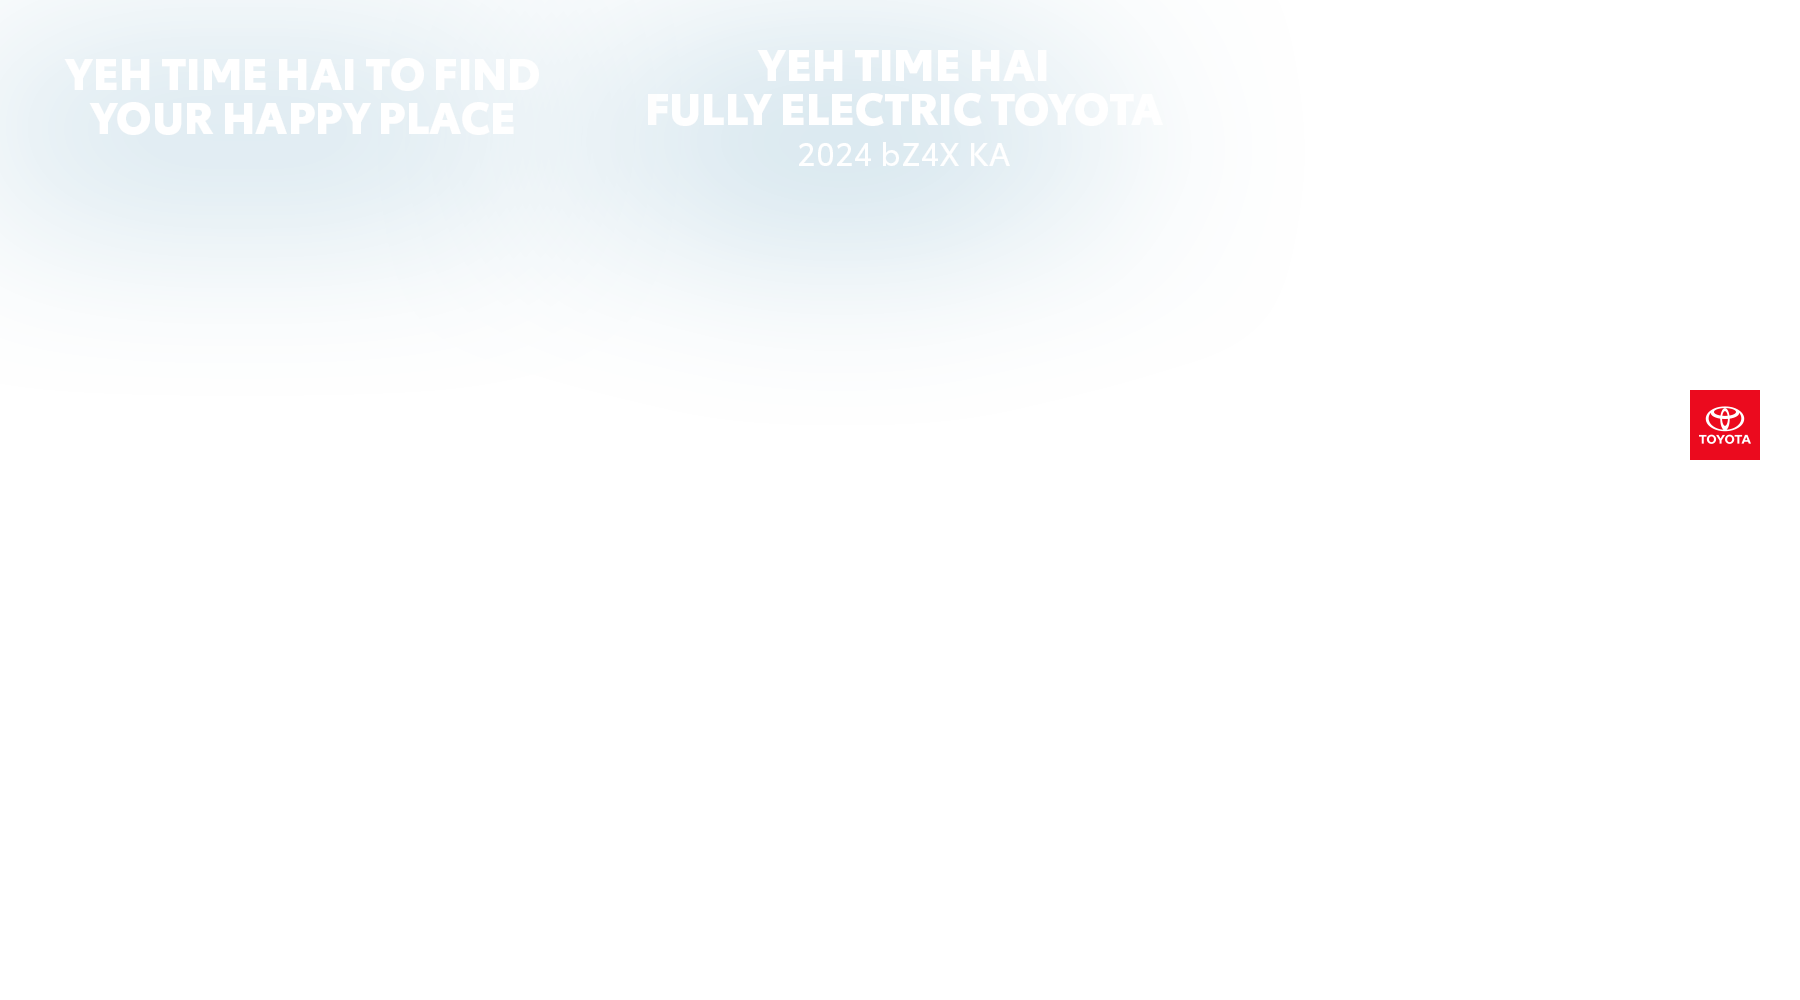 YEH TIME HAI TO FIND
YOUR HAPPY PLACE
YEH TIME HAI
FULLY ELECTRIC TOYOTA
2024 bZ4X KA
TOYOTA